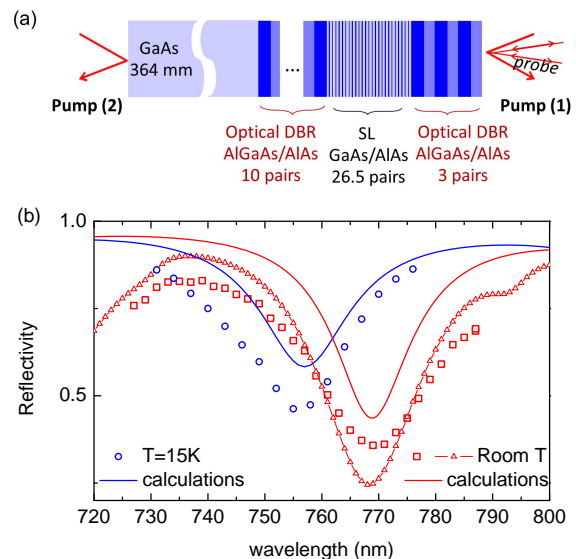 (a)
GaAs
364 mm
...
probe
Pump (2)
Pump (1)
Optical DBR
AlGaAs/AlAs
10 pairs
SL
GaAs/AlAs
26.5 pairs
Optical DBR
AlGaAs/AlAs
3 pairs
(b)
1.0
0.5
Reflectivity
T=15K
calculations
Room T
calculations
720 730 740 750 760 770 780 790 800
wavelength (nm)